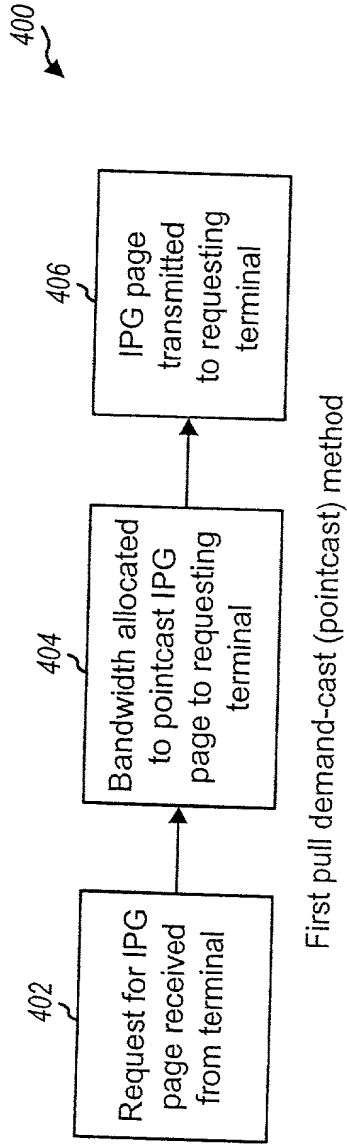 400
402
Request for IPG
page received
from terminal
404
Bandwidth allocated
to pointcast IPG
page to requesting
terminal
406
IPG page
transmitted
to requesting
terminal
First pull demand-cast (pointcast) method